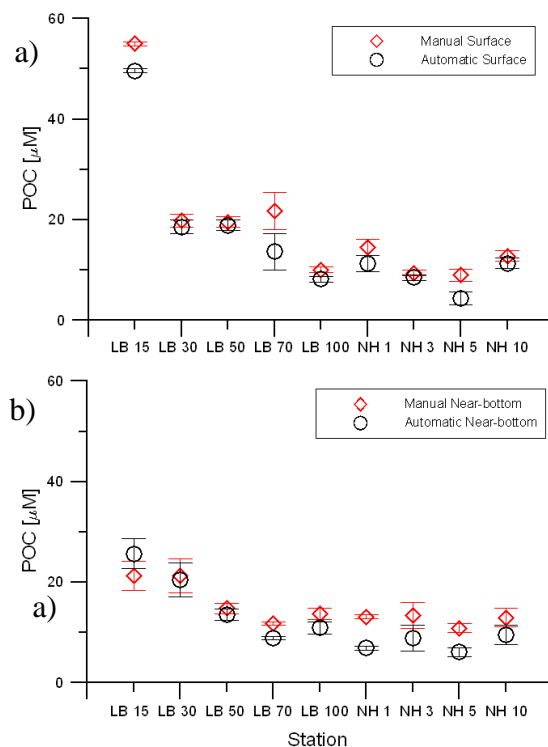 a)
60
40
20
0
POC [µM]
Manual Surface
Automatic Surface
LB 15 LB 30 LB 50 LB 70 LB 100 NH 1 NH 3 NH 5 NH 10
b)
60
40
20
0
POC [µM]
a)
Manual Near-bottom
Automatic Near-bottom
LB 15 LB 30 LB 50 LB 70 LB 100 NH 1 NH 3 NH 5 NH 10
Station